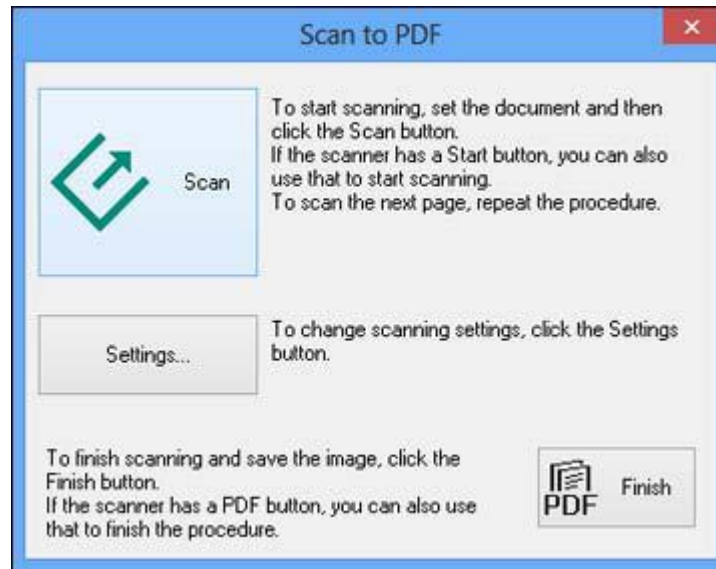 Scan to PDF
Scan
To start scanning, set the document and then
click the Scan button.
If the scanner has a Start button, you can also
use that to start scanning.
To scan the next page, repeat the procedure.
Settings...
To change scanning settings, click the Settings
button.
To finish scanning and save the image, click the
Finish button.
If the scanner has a PDF button, you can also use
that to finish the procedure.
PDF
Finish